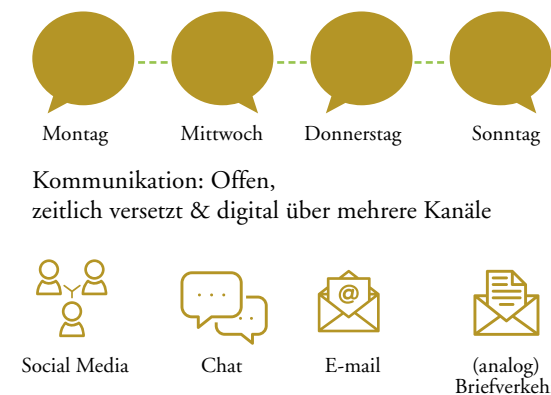 Montag Mittwoch Donnerstag Sonntag
Kommunikation: Offen,
zeitlich versetzt & digital über mehrere Kanäle
@
Social Media Chat E-mail (analog)
Briefverkeh